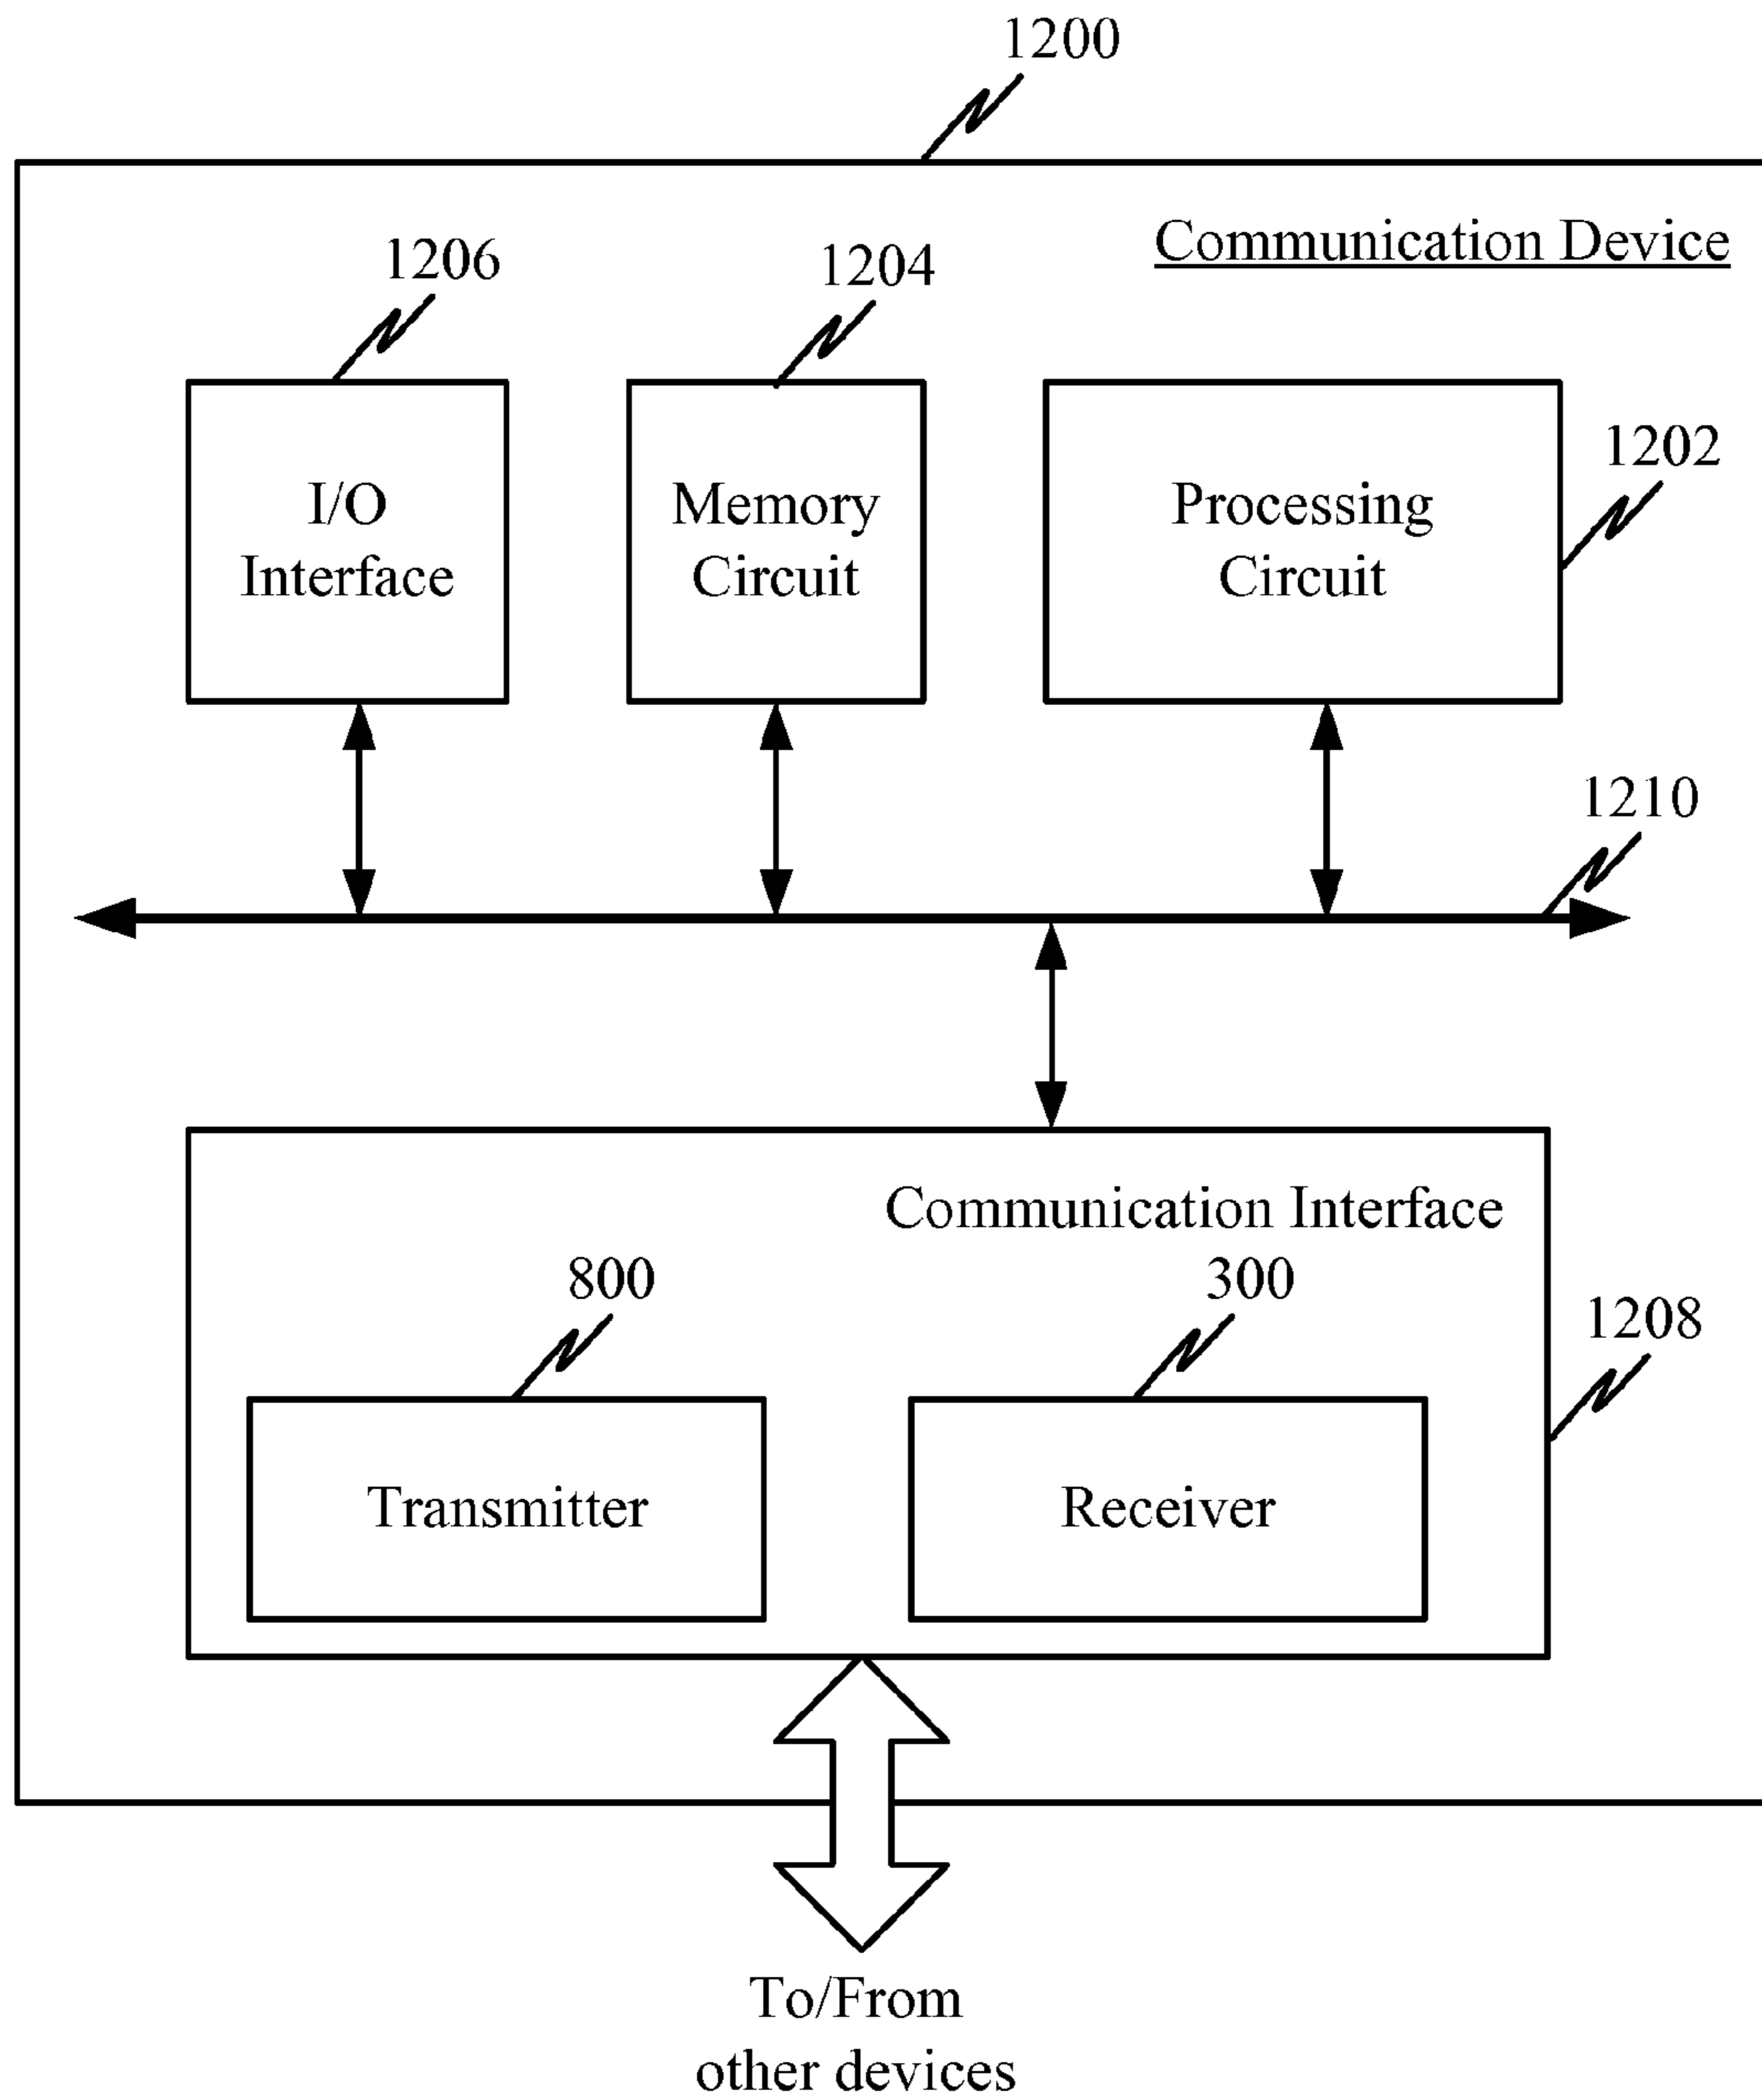 1200
Communication Device
1206
1204
I/O
Interface
Memory
Circuit
Processing
Circuit
1202
1210
Communication Interface
800
300
1208
Transmitter
Receiver
To/From
other devices